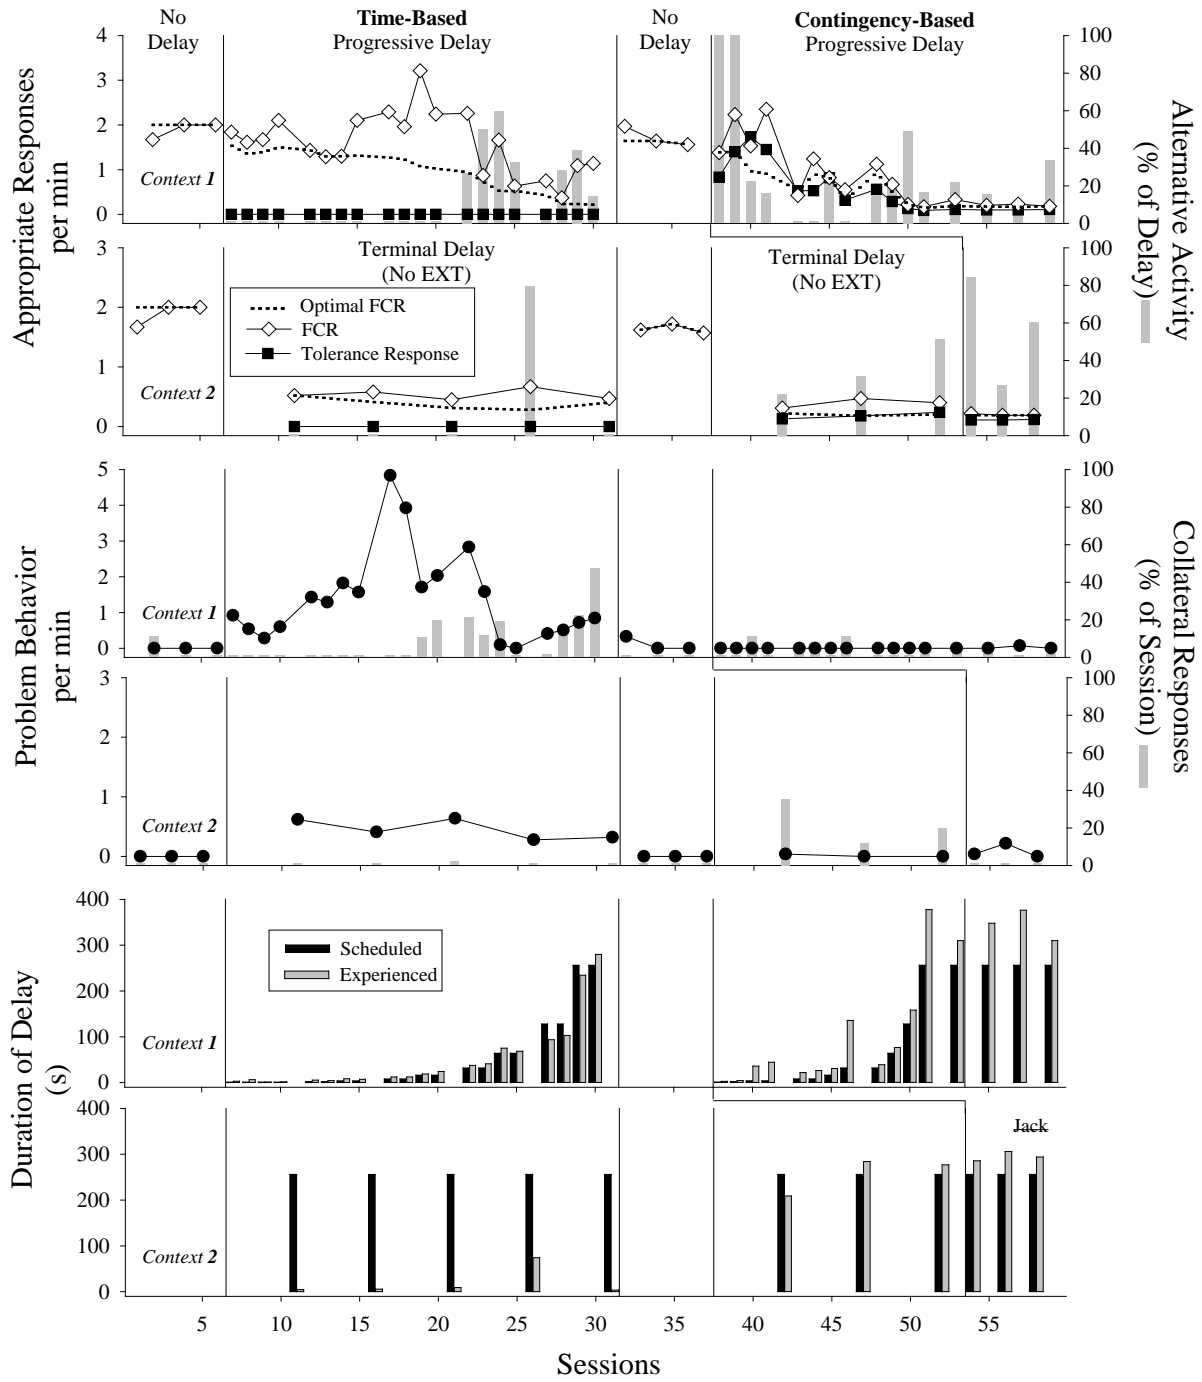 No
Delay
Time-Based
Progressive Delay
No
Delay
Contingency-Based
Progressive Delay
Appropriate Responses
per min
4
3
2
1
0
Context 1
100
80
60
40
20
0
Alternative Activity
(% of Delay)
3
2
1
0
Terminal Delay
(No EXT)
Optimal FCR
FCR
Tolerance Response
Context 2
Terminal Delay
(No EXT)
100
80
60
40
20
0
Problem Behavior
per min
5
4
3
2
1
0
Context 1
100
80
60
40
20
0
Collateral Responses
(% of Session)
3
2
1
0
Context 2
100
80
60
40
20
0
Duration of Delay
(s)
400
300
200
100
0
Scheduled
Experienced
Context 1
400
300
200
100
0
Context 2
Jack
5 10 15 20 25 30 35 40 45 50 55
Sessions